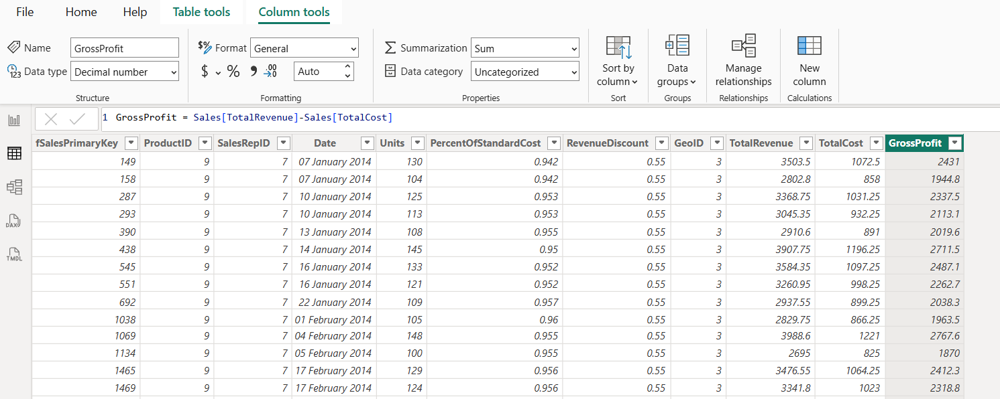 File Home Help Table tools Column tools
Name GrossProfit $% Format General Summarization Sum
123 Data type Decimal number $ % 9 .00 Auto Data category Uncategorized
Sort by column Data groups Manage relationships New column
Structure Formatting Properties Sort Groups Relationships Calculations
1 GrossProfit = Sales[TotalRevenue]-Sales[TotalCost]
fSalesPrimaryKey ProductID SalesRepID Date Units PercentOfStandardCost RevenueDiscount GeoID TotalRevenue TotalCost GrossProfit
149 9 7 07 January 2014 130 0.942 0.55 3 3503.5 1072.5 2431
158 9 7 07 January 2014 104 0.942 0.55 3 2802.8 858 1944.8
287 9 7 10 January 2014 125 0.953 0.55 3 3368.75 1031.25 2337.5
293 9 7 10 January 2014 113 0.953 0.55 3 3045.35 932.25 2113.1
390 9 7 13 January 2014 108 0.955 0.55 3 2910.6 891 2019.6
438 9 7 14 January 2014 145 0.95 0.55 3 3907.75 1196.25 2711.5
545 9 7 16 January 2014 133 0.952 0.55 3 3584.35 1097.25 2487.1
551 9 7 16 January 2014 121 0.952 0.55 3 3260.95 998.25 2262.7
692 9 7 22 January 2014 109 0.957 0.55 3 2937.55 899.25 2038.3
1038 9 7 01 February 2014 105 0.96 0.55 3 2829.75 866.25 1963.5
1069 9 7 04 February 2014 148 0.955 0.55 3 3988.6 1221 2767.6
1134 9 7 05 February 2014 100 0.955 0.55 3 2695 825 1870
1465 9 7 17 February 2014 129 0.956 0.55 3 3476.55 1064.25 2412.3
1469 9 7 17 February 2014 124 0.956 0.55 3 3341.8 1023 2318.8
DAX
TMDL